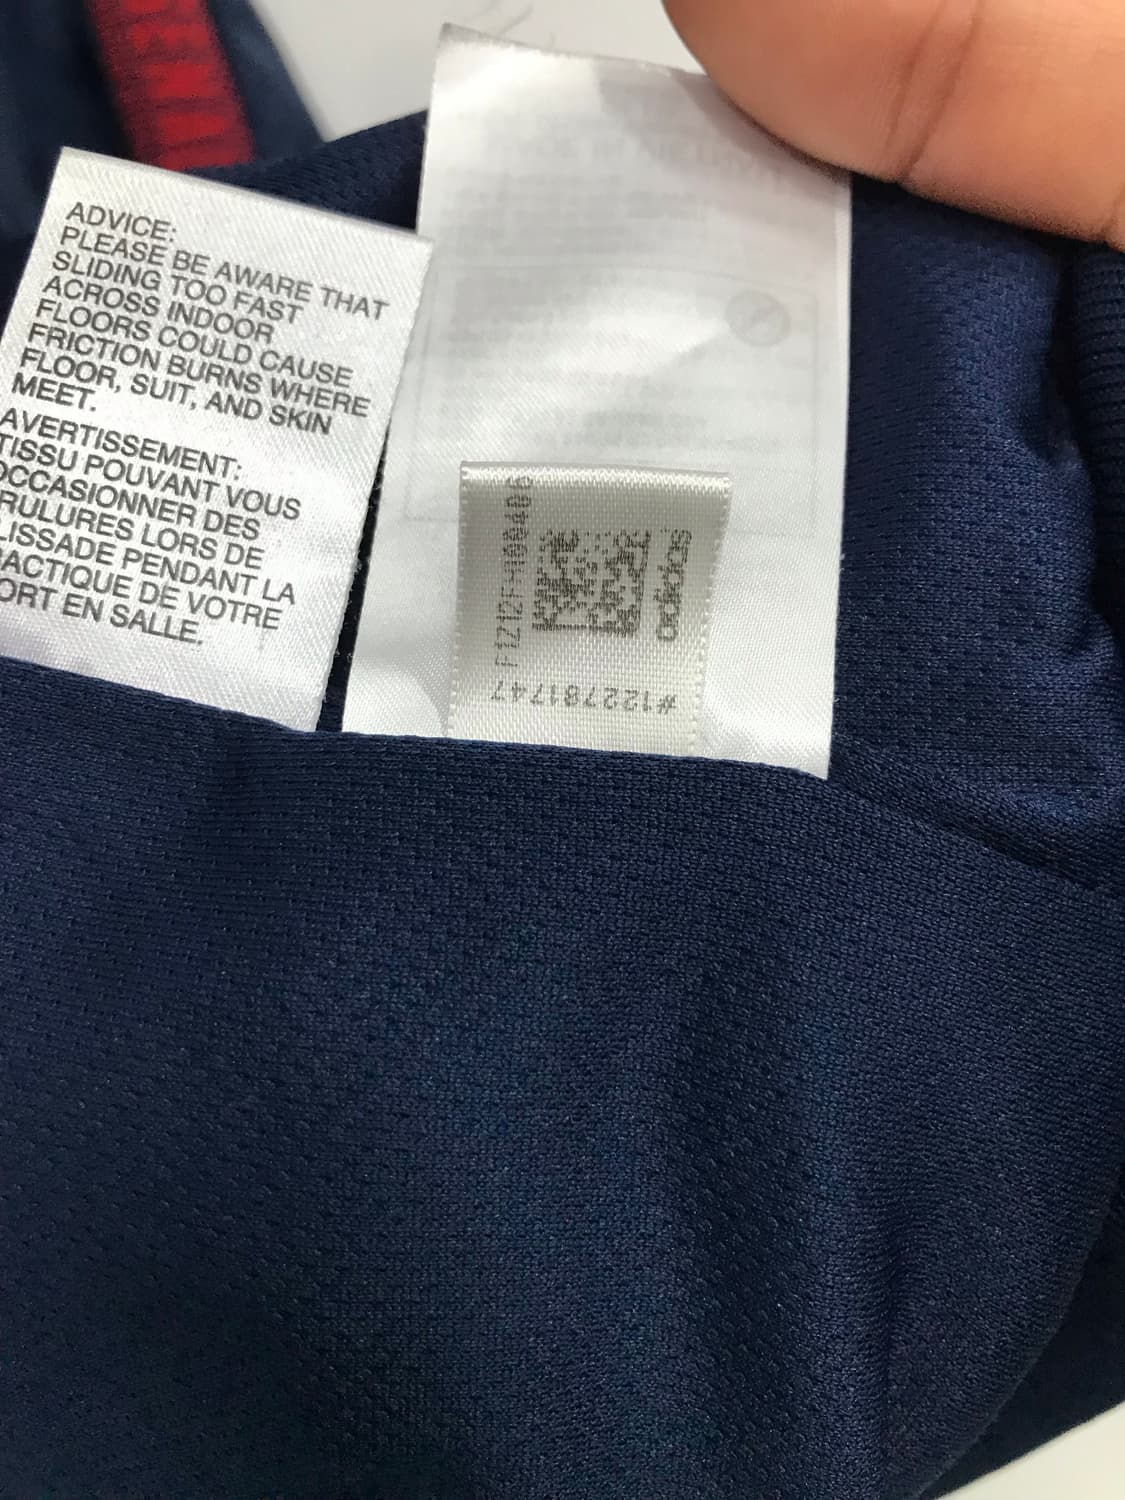 ADVICE:
PLEASE BE AWARE THAT
SLIDING TOO FAST
ACROSS INDOOR
FLOORS COULD CAUSE
FRICTION BURNS WHERE
FLOOR, SUIT, AND SKIN
MEET.
AVERTISSEMENT:
TISSU POUVANT VOUS
OCCASIONNER DES
RULURES LORS DE
LISSADE PENDANT LA
ACTIQUE DE VOTRE
ORT EN SALLE.
adidas
#122781747